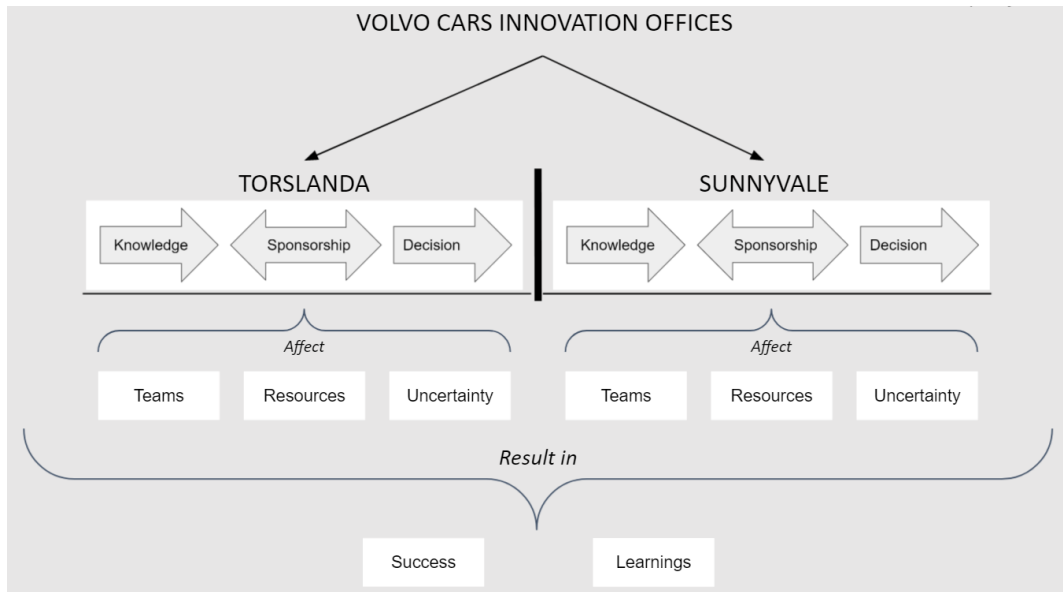 VOLVO CARS INNOVATION OFFICES
TORSLANDA
SUNNYVALE
Knowledge
Sponsorship
Decision
Knowledge
Sponsorship
Decision
Affect
Affect
Teams
Resources
Uncertainty
Teams
Resources
Uncertainty
Result in
Success
Learnings